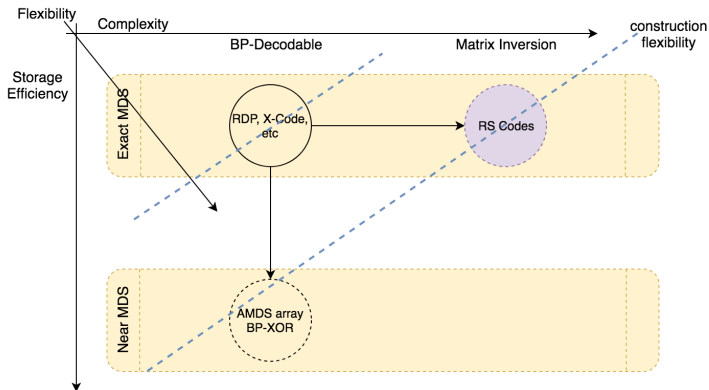 Flexibility
Complexity
construction
flexibility
BP-Decodable
Matrix Inversion
Storage
Efficiency
Exact MDS
RDP, X-Code,
etc
RS Codes
Near MDS
AMDS array
BP-XOR